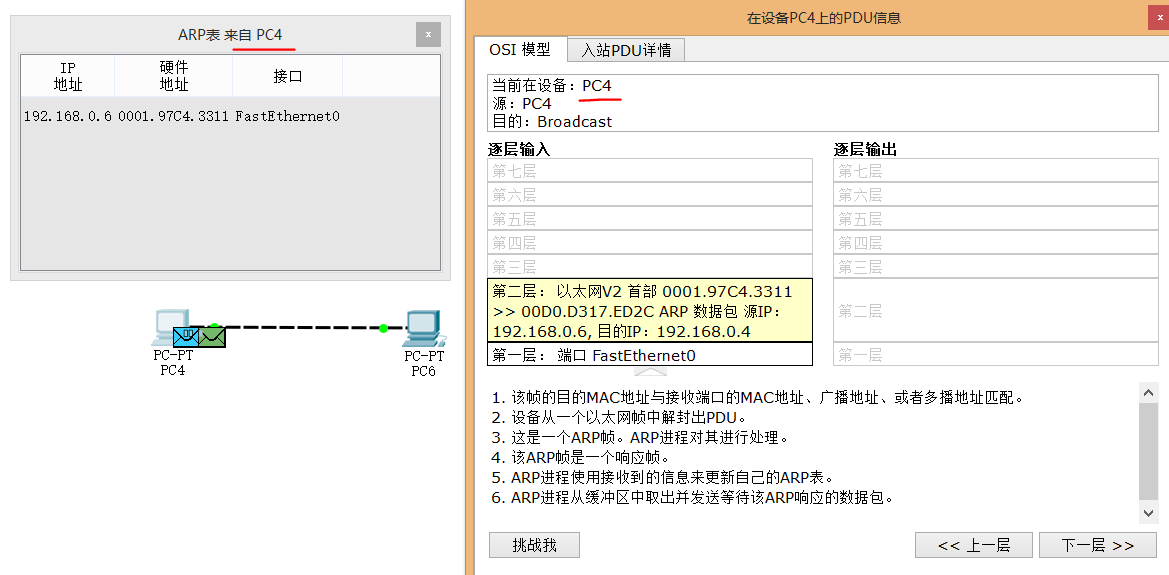 ARP表 来自 PC4
x
IP
地址
硬件
地址
接口
192.168.0.6 0001.97C4.3311 FastEthernet0
PC-PT
PC4
PC-PT
PC6
在设备PC4上的PDU信息
x
OSI 模型
入站PDU详情
当前在设备：PC4
源：PC4
目的：Broadcast
逐层输入
第七层
第六层
第五层
第四层
第三层
第二层： 以太网V2 首部 0001.97C4.3311
>> 00D0.D317.ED2C ARP 数据包 源IP：
192.168.0.6, 目的IP：192.168.0.4
第一层： 端口 FastEthernet0
逐层输出
第七层
第六层
第五层
第四层
第三层
第二层
第一层
1. 该帧的目的MAC地址与接收端口的MAC地址、广播地址、或者多播地址匹配。
2. 设备从一个以太网帧中解封出PDU。
3. 这是一个ARP帧。ARP进程对其进行处理。
4. 该ARP帧是一个响应帧。
5. ARP进程使用接收到的信息来更新自己的ARP表。
6. ARP进程从缓冲区中取出并发送等待该ARP响应的数据包。
挑战我
<< 上一层
下一层 >>